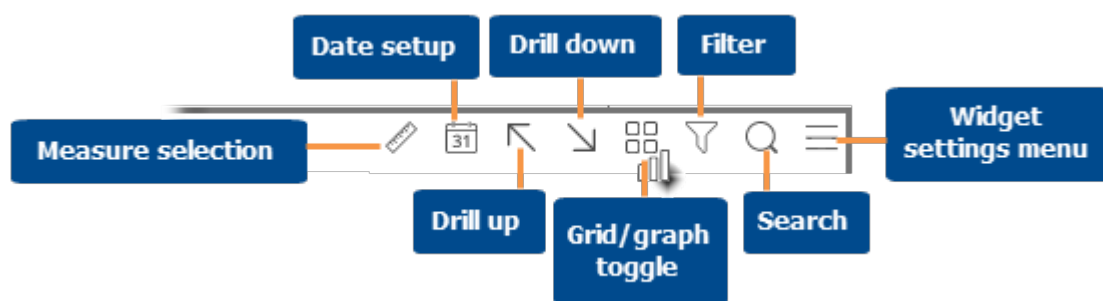 Date setup
Drill down
Filter
Measure selection
31
Widget
settings menu
Drill up
Grid/graph
toggle
Search